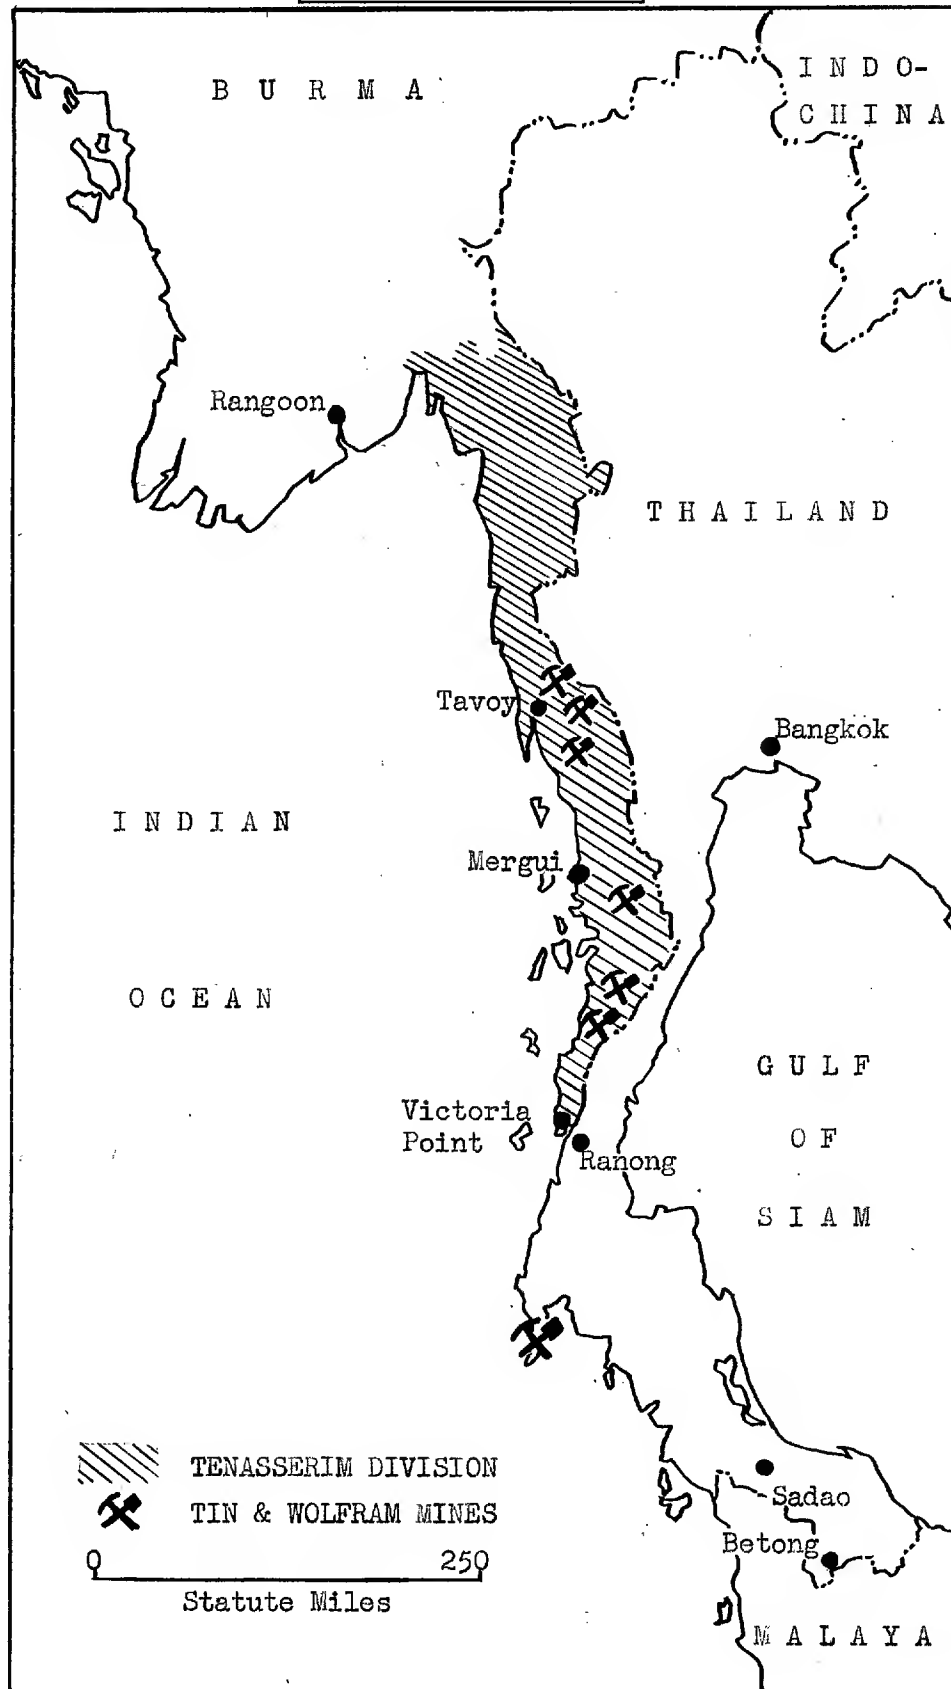 BURMA
INDO-
CHINA
Rangoon
THAILAND
Tavoy
Bangkok
INDIAN
Mergui
OCEAN
GULF
OF
SIAM
Victoria
Point
Ranong
TENASSERIM DIVISION
TIN & WOLFRAM MINES
Sadao
Betong
0 250
Statute Miles
MALAYA